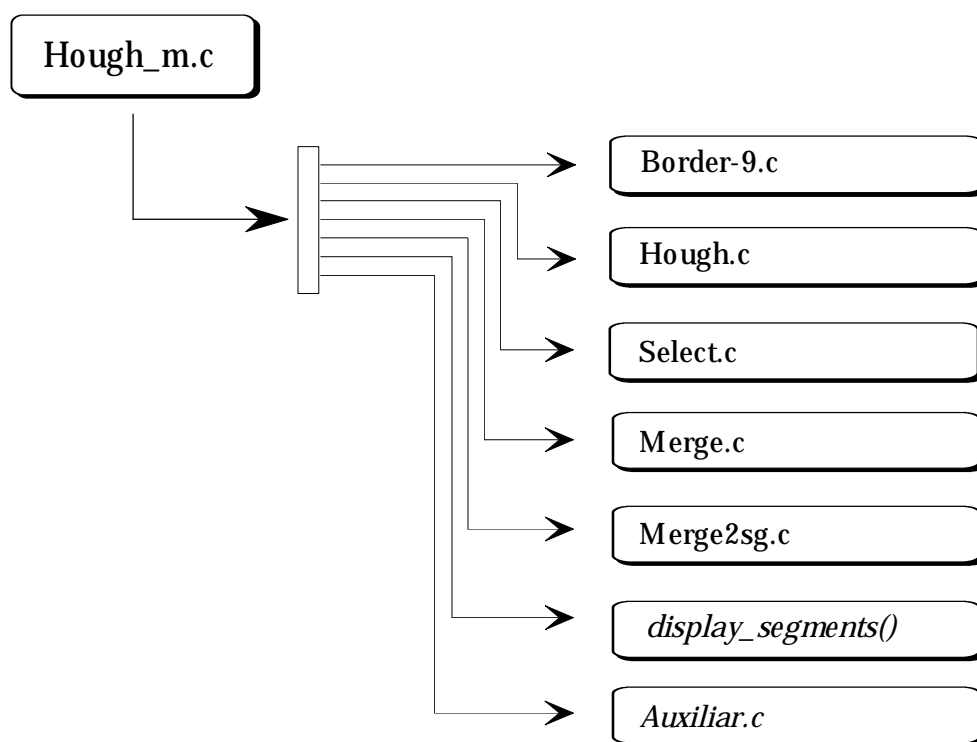 Hough_m.c
Border-9.c
Hough.c
Select.c
Merge.c
Merge2sg.c
display_segments()
Auxiliar.c